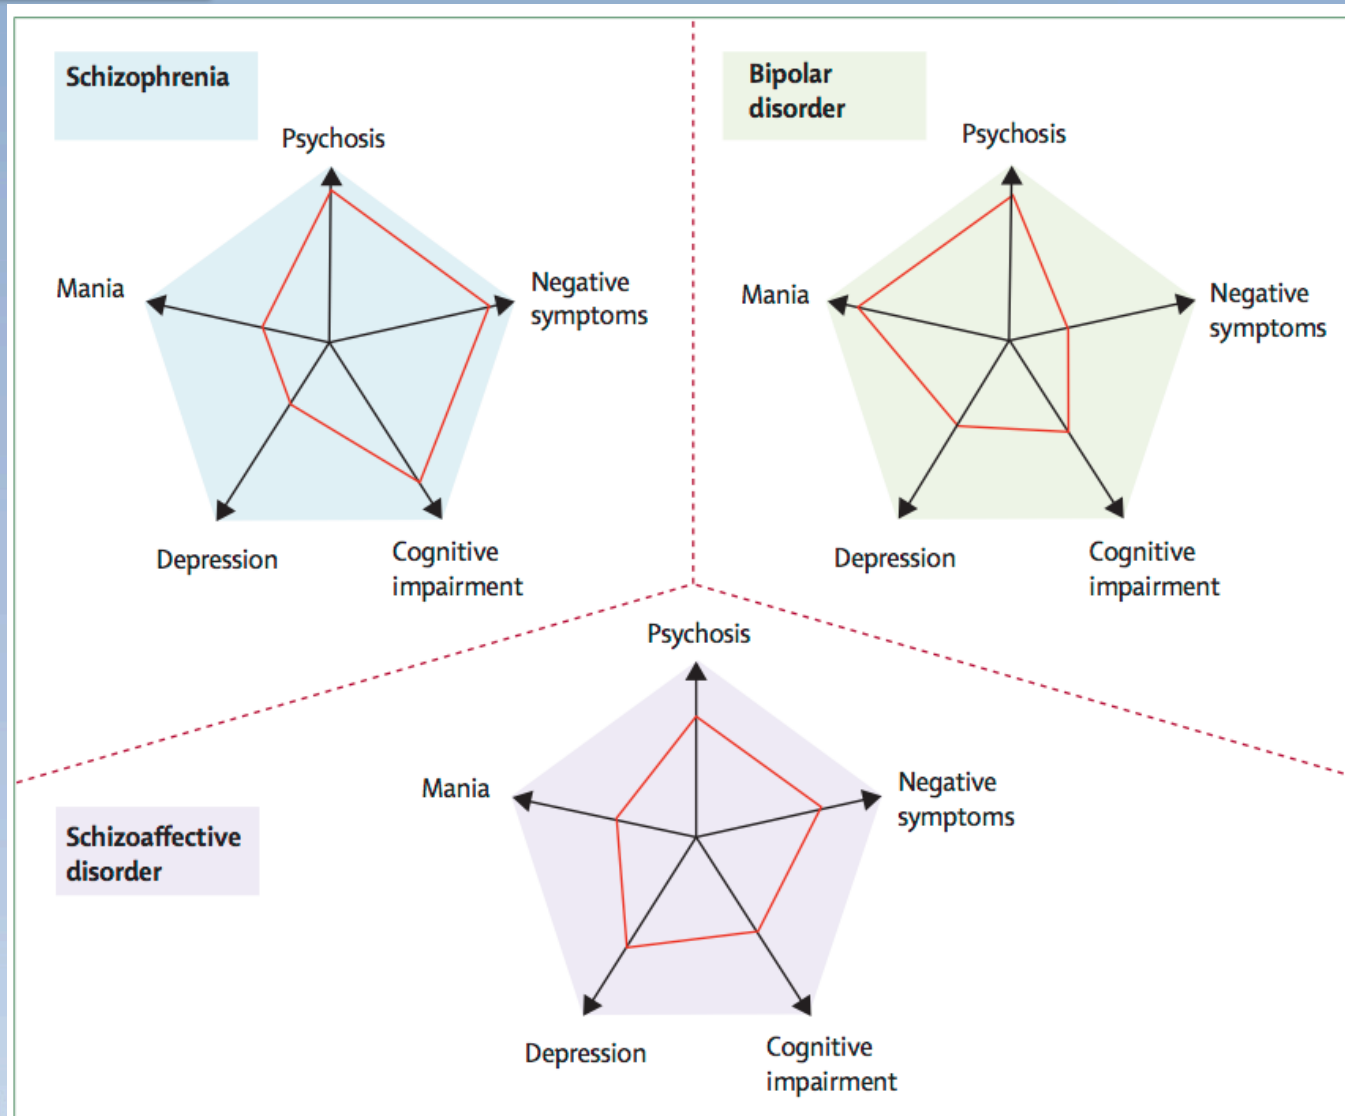 Schizophrenia
Psychosis
Mania
Negative
symptoms
Depression
Cognitive
impairment
Bipolar
disorder
Psychosis
Mania
Negative
symptoms
Depression
Cognitive
impairment
Schizoaffective
disorder
Psychosis
Mania
Negative
symptoms
Depression
Cognitive
impairment